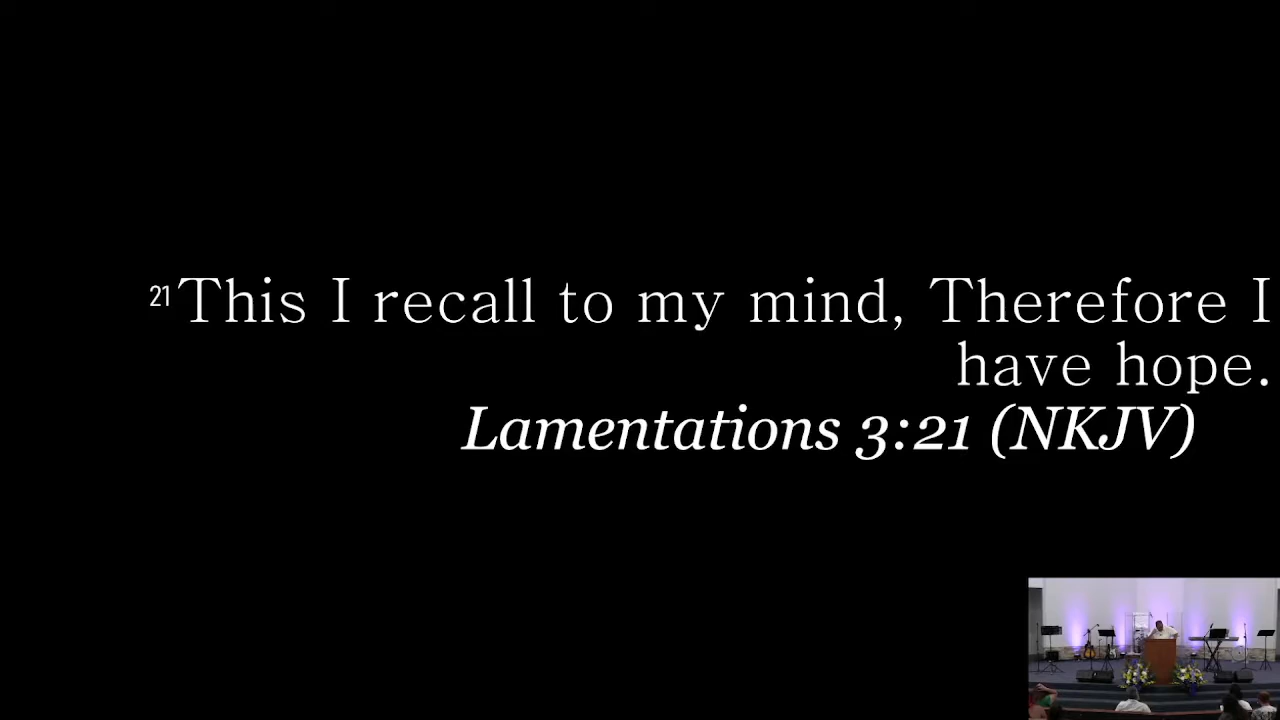 21This I recall to my mind, Therefore I
have hope.
Lamentations 3:21 (NKJV)